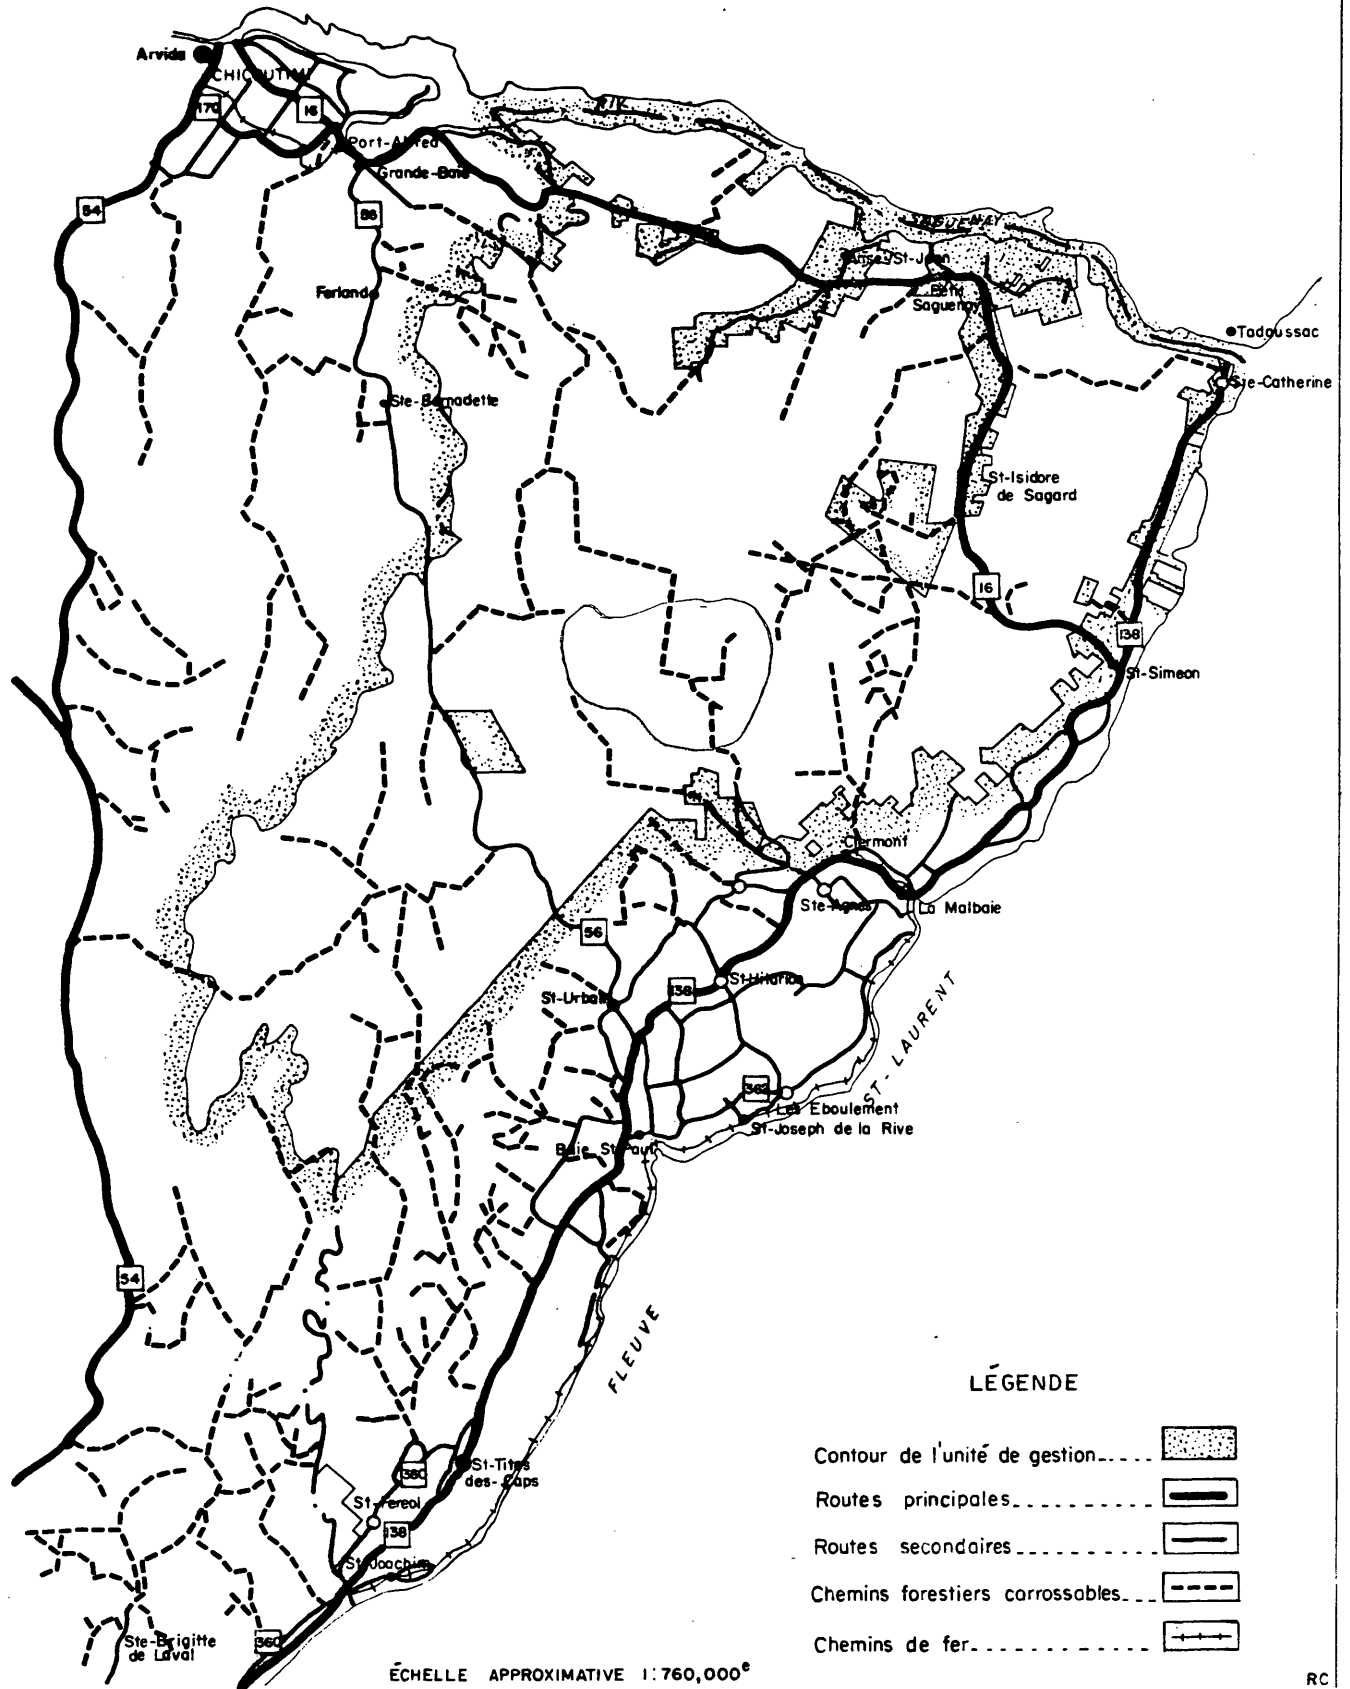 Arvida
CHICOUTIMI
170
16
RIV.
Port-Alfred
Grande-Baie
54
56
SAGUENAY
Anse St-Jean
Petit
Saguenay
Ferland
Tadoussac
Ste-Catherine
Ste-Bernadette
St-Isidore
de Sagard
16
138
St-Simeon
Clermont
Ste-Agnes
La Malbaie
56
St-Hilarion
138
St-Urbain
ST-LAURENT
362
Les Eboulement
St-Joseph de la Rive
Baie St-Paul
54
FLEUVE
LÉGENDE
Contour de l'unité de gestion
Routes principales
Routes secondaires
Chemins forestiers carrossables
Chemins de fer
360
St-Tites
des-Caps
St-Fereol
138
St-Joachim
Ste-Brigitte
de Laval
360
ÉCHELLE APPROXIMATIVE 1:760,000e
RC